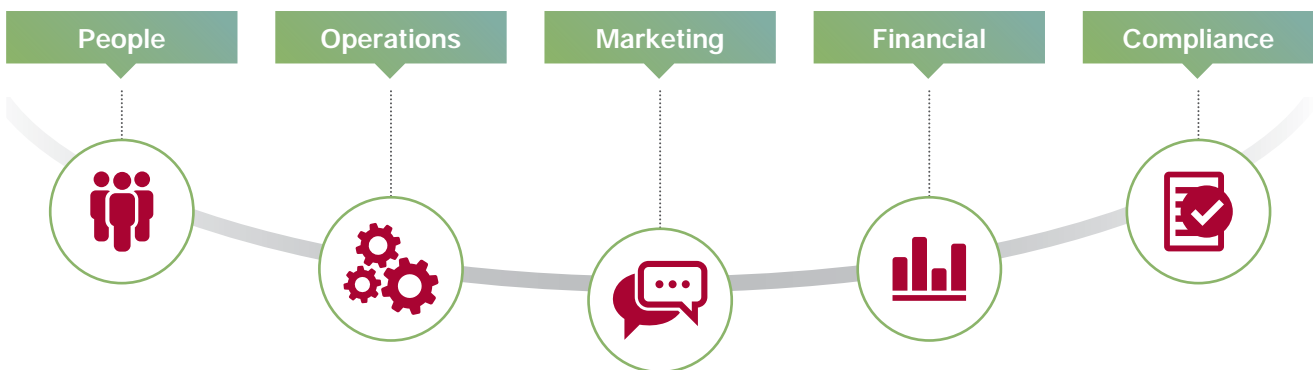 People
Operations
Marketing
Financial
Compliance